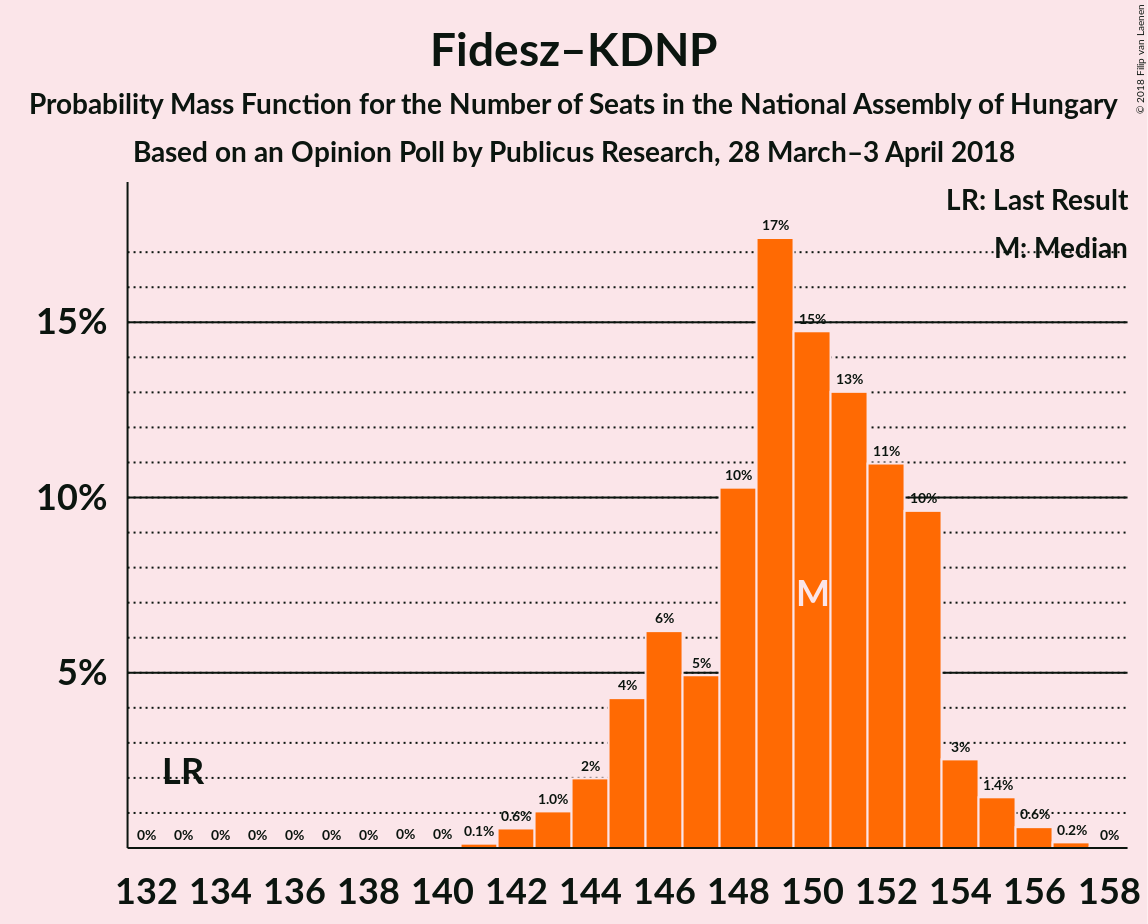 Fidesz–KDNP
Probability Mass Function for the Number of Seats in the National Assembly of Hungary
Based on an Opinion Poll by Publicus Research, 28 March–3 April 2018
© 2018 Filip van Laenen
LR: Last Result
M: Median
15%
10%
5%
17%
15%
13%
11%
10%
10%
6%
5%
4%
3%
2%
1.4%
1.0%
0.6%
0.6%
0.2%
0.1%
M
LR
0% 0% 0% 0% 0% 0% 0% 0% 0% 0%
132 134 136 138 140 142 144 146 148 150 152 154 156 158